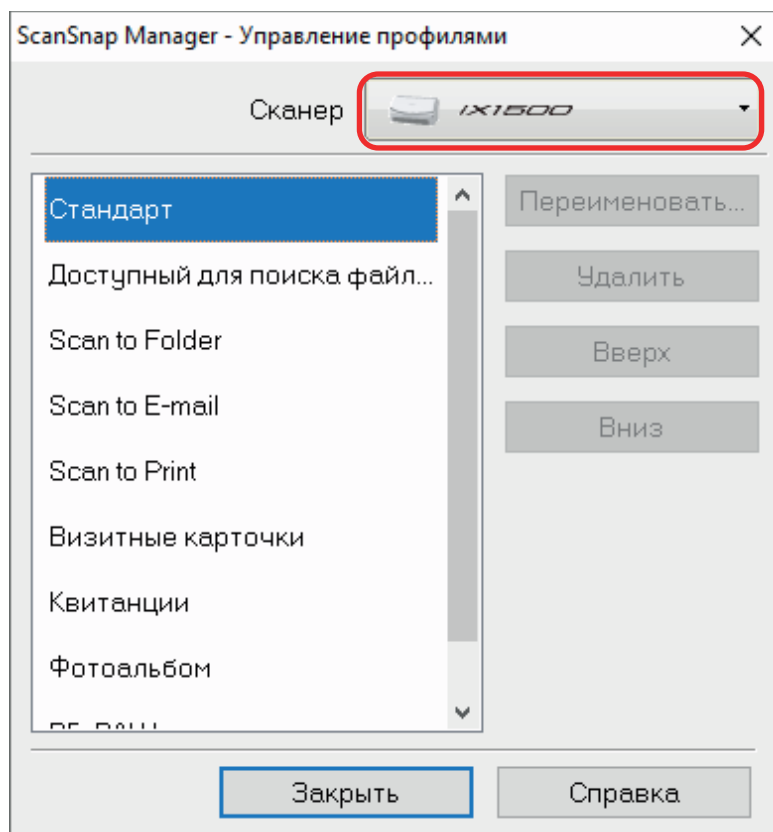 ScanSnap Manager - Управление профилями
Сканер iX1500
Стандарт
Переименовать...
Доступный для поиска файл...
Удалить
Scan to Folder
Вверх
Scan to E-mail
Вниз
Scan to Print
Визитные карточки
Квитанции
Фотоальбом
Закрыть
Справка